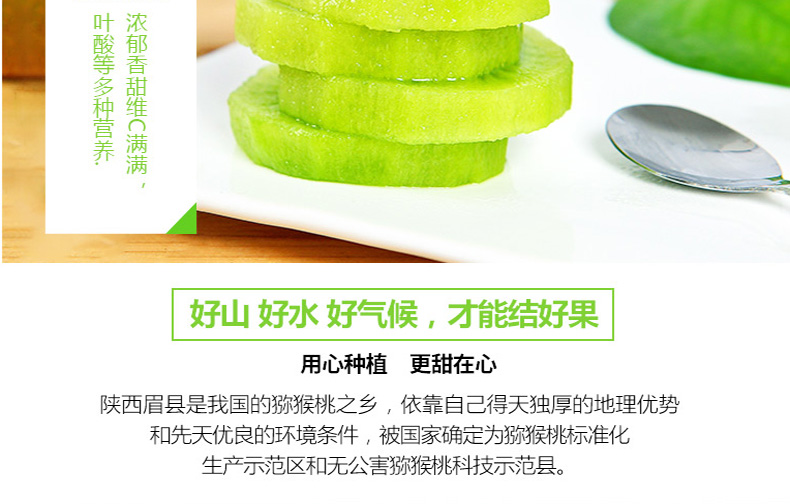 浓郁香甜维C满满，
叶酸等多种营养.
好山 好水 好气候，才能结好果
用心种植 更甜在心
陕西眉县是我国的猕猴桃之乡，依靠自己得天独厚的地理优势
和先天优良的环境条件，被国家确定为猕猴桃标准化
生产示范区和无公害猕猴桃科技示范县。